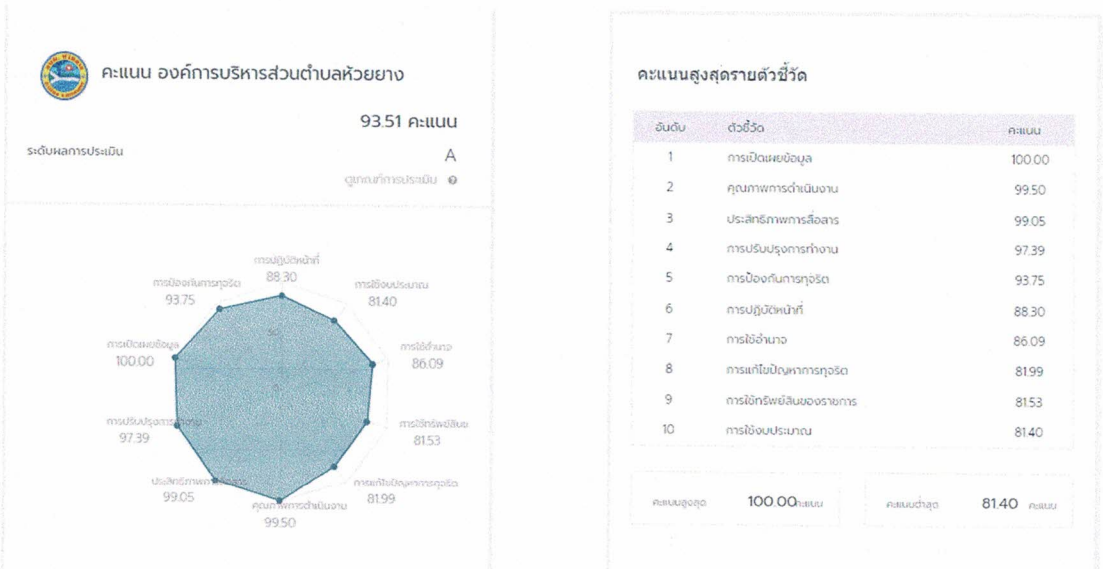 คะแนน องค์การบริหารส่วนตำบลห้วยยาง
93.51 คะแนน
ระดับผลการประเมิน
A
ดูเกณฑ์การประเมิน
การปฏิบัติหน้าที่
88.30
การใช้งบประมาณ
81.40
การใช้อำนาจ
86.09
การใช้ทรัพย์สินข
81.53
การแก้ไขปัญหาการทุจริต
81.99
คุณภาพการดำเนินงาน
99.50
ประสิทธิภาพการสื่อสาร
99.05
การปรับปรุงการทำงาน
97.39
การเปิดเผยข้อมูล
100.00
การป้องกันการทุจริต
93.75
50
0
คะแนนสูงสุดรายตัวชี้วัด
อันดับ ตัวชี้วัด คะแนน
1 การเปิดเผยข้อมูล 100.00
2 คุณภาพการดำเนินงาน 99.50
3 ประสิทธิภาพการสื่อสาร 99.05
4 การปรับปรุงการทำงาน 97.39
5 การป้องกันการทุจริต 93.75
6 การปฏิบัติหน้าที่ 88.30
7 การใช้อำนาจ 86.09
8 การแก้ไขปัญหาการทุจริต 81.99
9 การใช้ทรัพย์สินของราชการ 81.53
10 การใช้งบประมาณ 81.40
คะแนนสูงสุด 100.00 คะแนน
คะแนนต่ำสุด 81.40 คะแนน